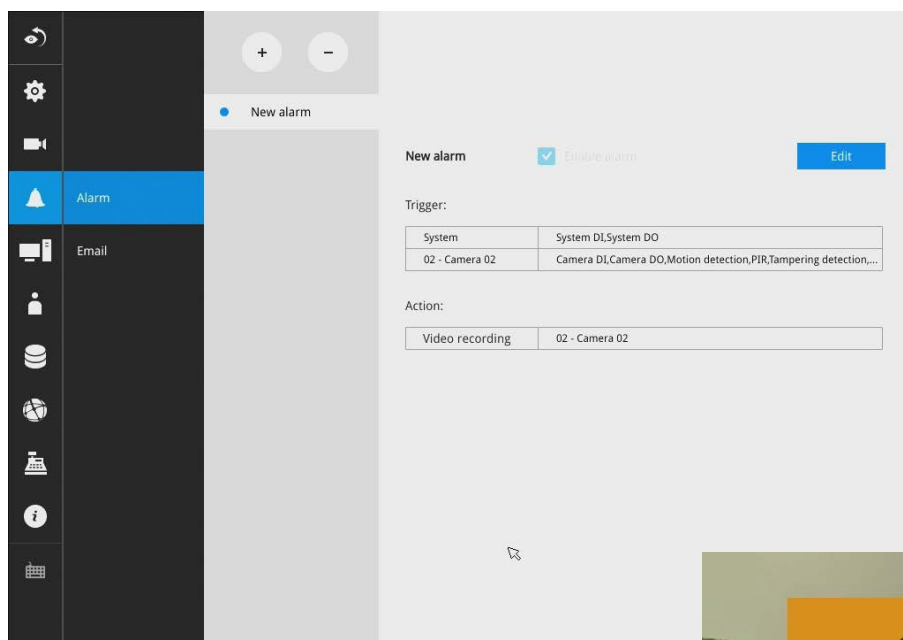 + −
New alarm
New alarm Enable alarm Edit
Alarm
Trigger:
System System DI,System DO
Email
02 - Camera 02 Camera DI,Camera DO,Motion detection,PIR,Tampering detection,...
Action:
Video recording 02 - Camera 02
i